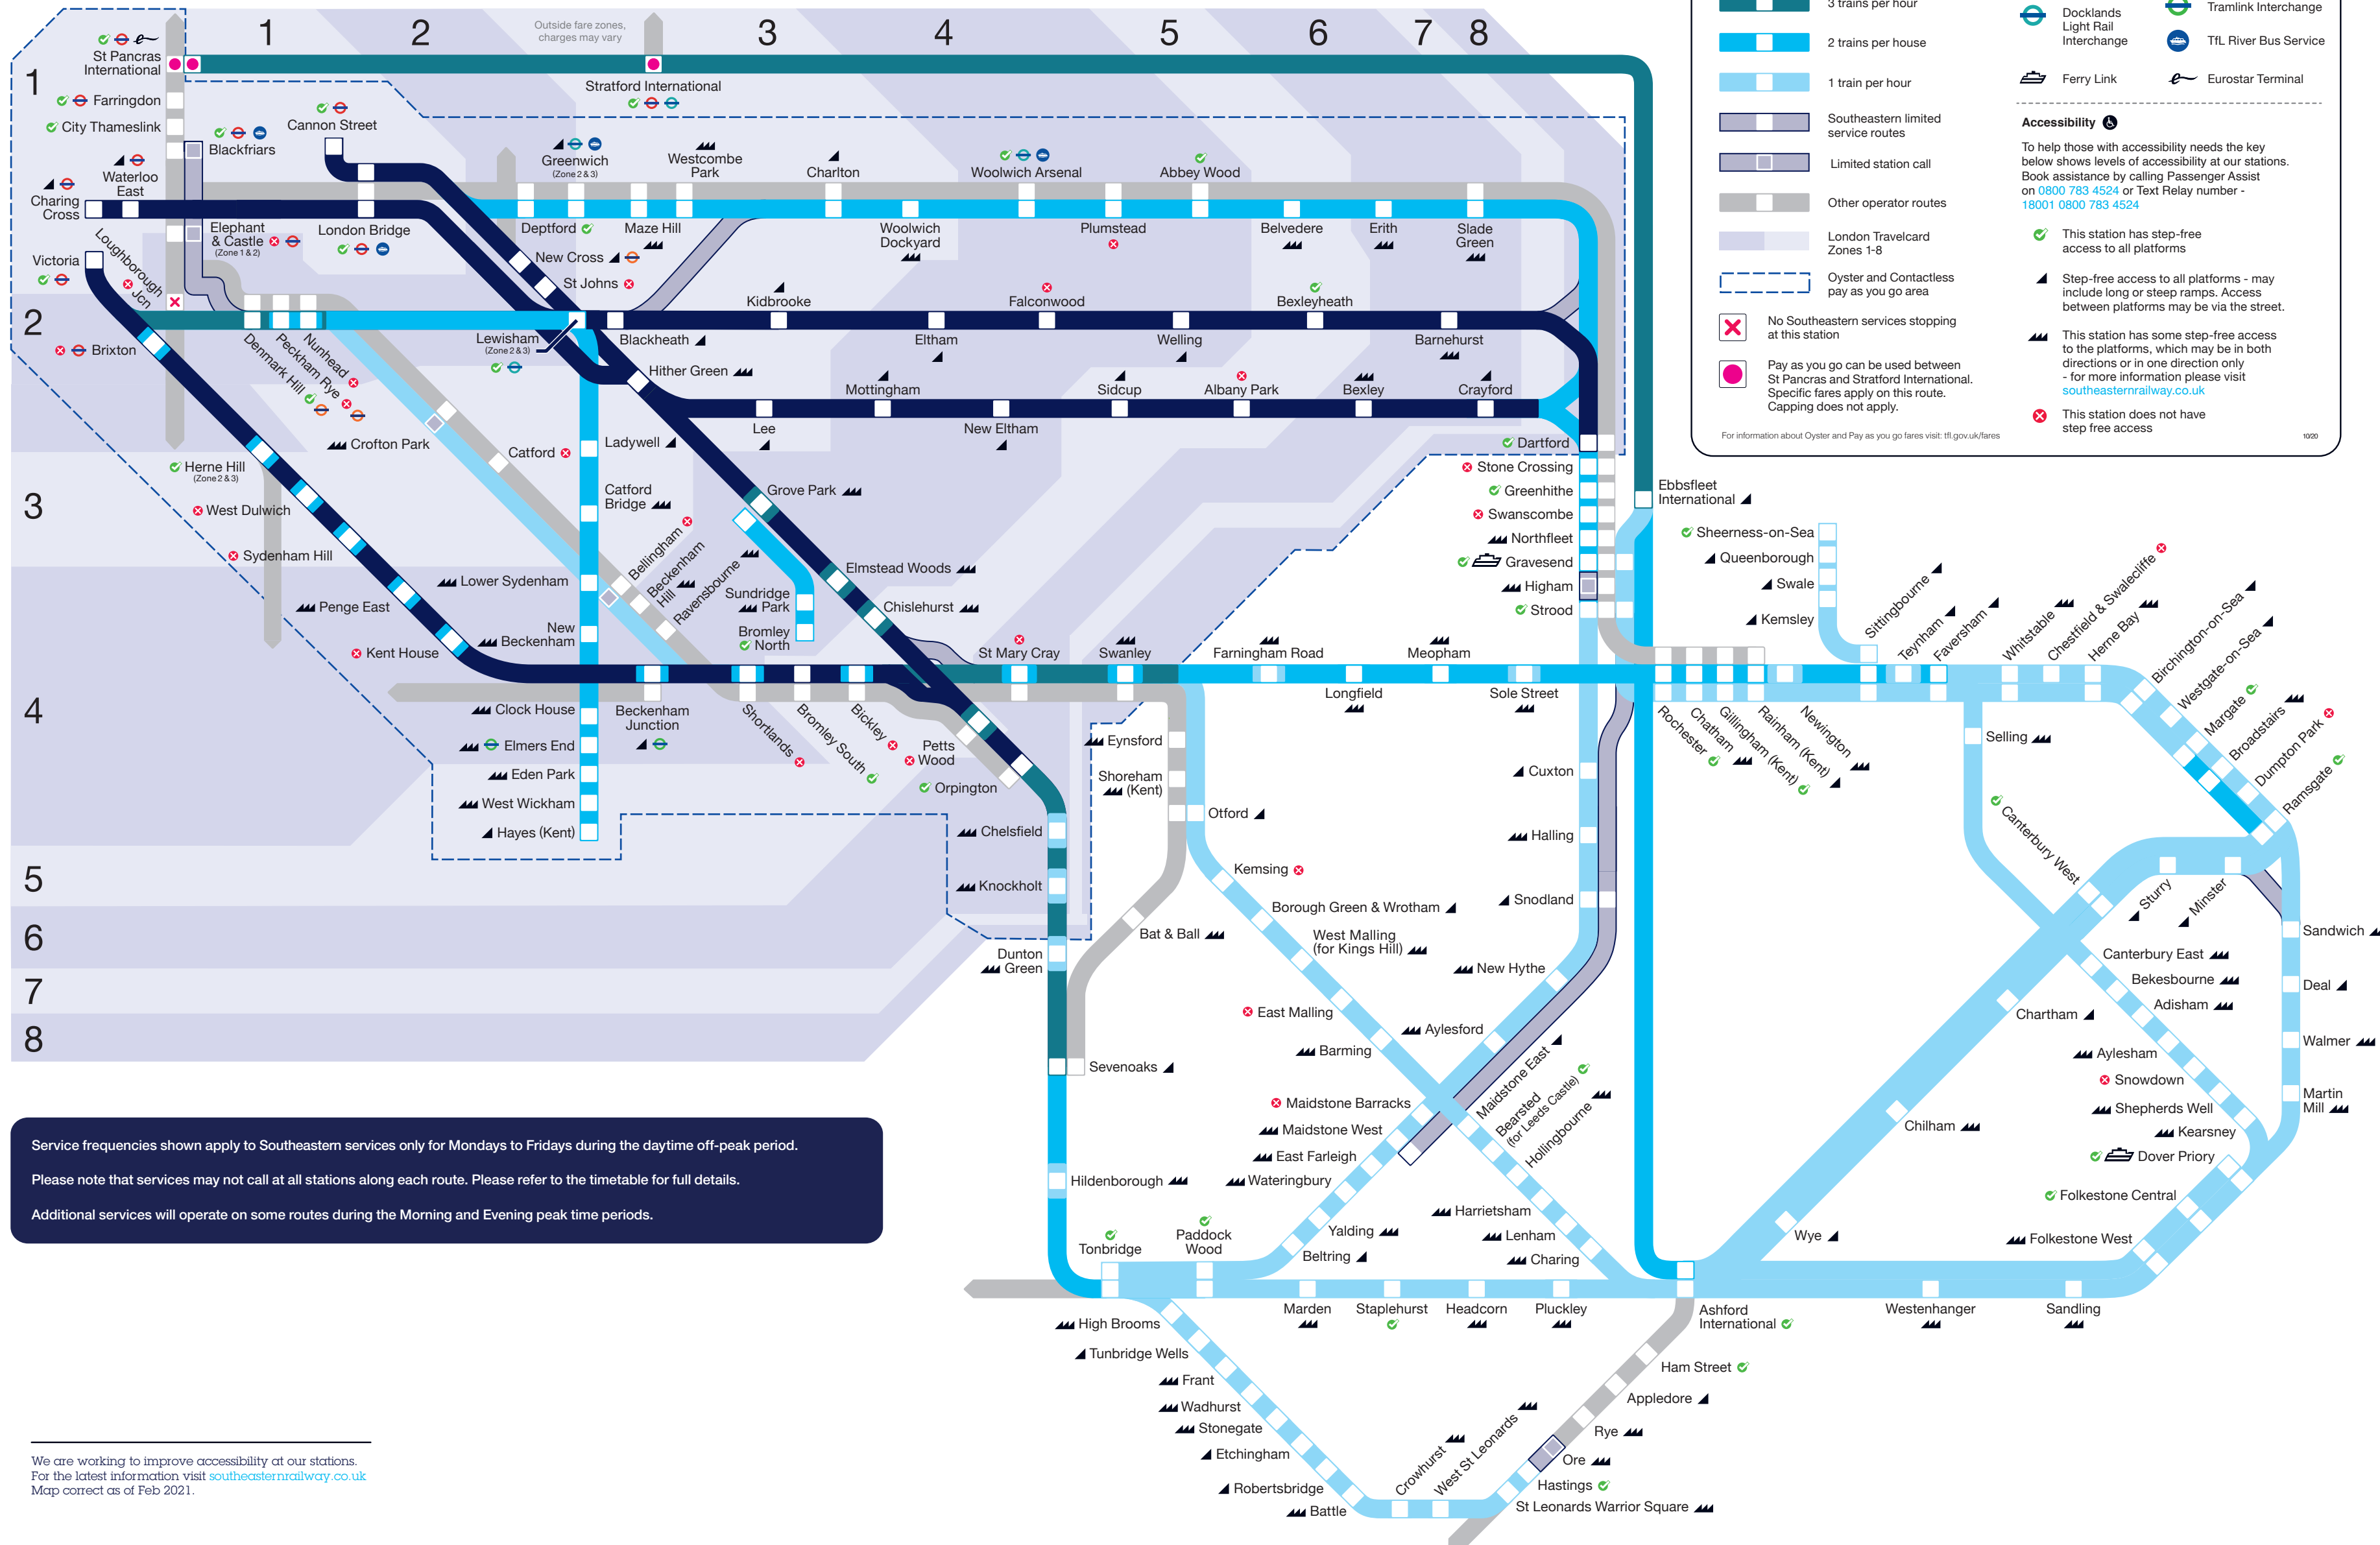 1
2
Outside fare zones,
charges may vary
3
4
5
6
7
8
1
2
3
4
5
6
7
8
St Pancras
International
Farringdon
City Thameslink
Blackfriars
Cannon Street
Waterloo
East
Charing
Cross
Elephant
& Castle
(Zone 1 & 2)
London Bridge
Victoria
Loughborough
Jcn
Brixton
Denmark Hill
Peckham Rye
Nunhead
Crofton Park
Herne Hill
(Zone 2 & 3)
West Dulwich
Sydenham Hill
Penge East
Kent House
Stratford International
Greenwich
(Zone 2 & 3)
Westcombe
Park
Charlton
Woolwich Arsenal
Abbey Wood
Deptford
Maze Hill
Woolwich
Dockyard
Plumstead
Belvedere
Erith
Slade
Green
New Cross
St Johns
Lewisham
(Zone 2 & 3)
Blackheath
Kidbrooke
Eltham
Falconwood
Welling
Bexleyheath
Barnehurst
Hither Green
Lee
Mottingham
New Eltham
Sidcup
Albany Park
Bexley
Crayford
Dartford
Catford
Ladywell
Catford
Bridge
Lower Sydenham
New
Beckenham
Clock House
Elmers End
Eden Park
West Wickham
Hayes (Kent)
Bellingham
Beckenham
Hill
Ravensbourne
Grove Park
Sundridge
Park
Bromley
North
Elmstead Woods
Chislehurst
Beckenham
Junction
Shortlands
Bromley South
Bickley
Petts
Wood
Orpington
St Mary Cray
Swanley
Farningham Road
Longfield
Meopham
Sole Street
Stone Crossing
Greenhithe
Swanscombe
Northfleet
Gravesend
Higham
Strood
Ebbsfleet
International
Sheerness-on-Sea
Queenborough
Swale
Kemsley
Sittingbourne
Teynham
Faversham
Whitstable
Chestfield & Swalecliffe
Herne Bay
Birchington-on-Sea
Westgate-on-Sea
Margate
Broadstairs
Dumpton Park
Ramsgate
Rochester
Chatham
Gillingham (Kent)
Rainham (Kent)
Newington
Selling
Canterbury West
Sturry
Minster
Sandwich
Deal
Walmer
Martin
Mill
Canterbury East
Bekesbourne
Adisham
Aylesham
Snowdown
Shepherds Well
Kearsney
Dover Priory
Folkestone Central
Folkestone West
Chartham
Chilham
Wye
Chelsfield
Knockholt
Dunton
Green
Sevenoaks
Hildenborough
Tonbridge
Eynsford
Shoreham
(Kent)
Otford
Bat & Ball
Kemsing
Borough Green & Wrotham
West Malling
(for Kings Hill)
East Malling
Barming
Maidstone East
Bearsted
(for Leeds Castle)
Hollingbourne
Harrietsham
Lenham
Charing
Cuxton
Halling
Snodland
New Hythe
Aylesford
Maidstone Barracks
Maidstone West
East Farleigh
Wateringbury
Yalding
Beltring
Paddock
Wood
Marden
Staplehurst
Headcorn
Pluckley
Ashford
International
Westenhanger
Sandling
High Brooms
Tunbridge Wells
Frant
Wadhurst
Stonegate
Etchingham
Robertsbridge
Battle
Crowhurst
West St Leonards
St Leonards Warrior Square
Hastings
Ore
Rye
Appledore
Ham Street
3 trains per hour
2 trains per house
1 train per hour
Southeastern limited
service routes
Limited station call
Other operator routes
London Travelcard
Zones 1-8
Oyster and Contactless
pay as you go area
No Southeastern services stopping
at this station
Pay as you go can be used between
St Pancras and Stratford International.
Specific fares apply on this route.
Capping does not apply.
For information about Oyster and Pay as you go fares visit: tfl.gov.uk/fares
Docklands
Light Rail
Interchange
Tramlink Interchange
TfL River Bus Service
Ferry Link
Eurostar Terminal
Accessibility
To help those with accessibility needs the key
below shows levels of accessibility at our stations.
Book assistance by calling Passenger Assist
on 0800 783 4524 or Text Relay number -
18001 0800 783 4524
This station has step-free
access to all platforms
Step-free access to all platforms - may
include long or steep ramps. Access
between platforms may be via the street.
This station has some step-free access
to the platforms, which may be in both
directions or in one direction only
- for more information please visit
southeasternrailway.co.uk
This station does not have
step free access
10/20
Service frequencies shown apply to Southeastern services only for Mondays to Fridays during the daytime off-peak period.
Please note that services may not call at all stations along each route. Please refer to the timetable for full details.
Additional services will operate on some routes during the Morning and Evening peak time periods.
We are working to improve accessibility at our stations.
For the latest information visit southeasternrailway.co.uk
Map correct as of Feb 2021.